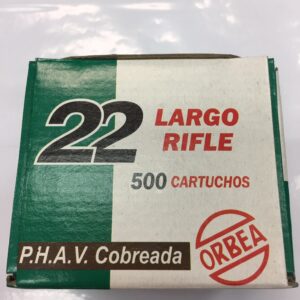 22
LARGO
RIFLE
500 CARTUCHOS
P.H.A.V. Cobreada
ORBEA